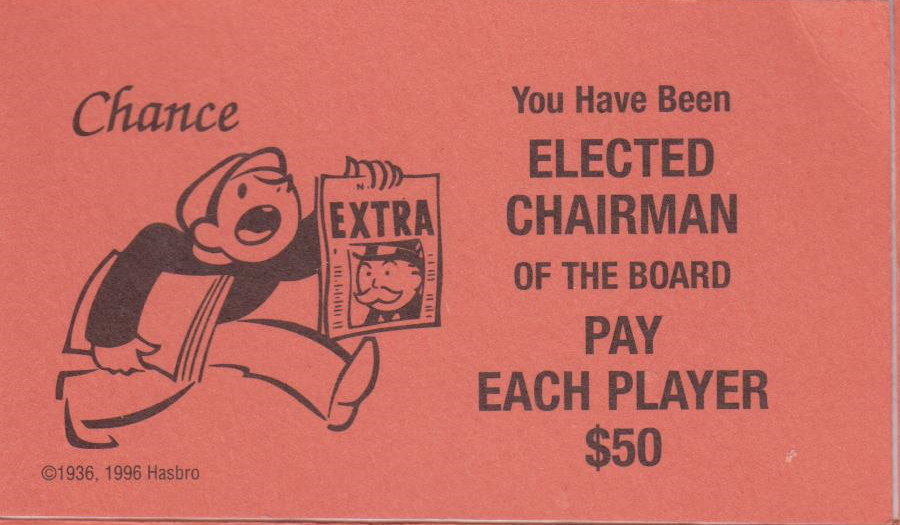 Chance
N.
EXTRA
You Have Been
ELECTED
CHAIRMAN
OF THE BOARD
PAY
EACH PLAYER
$50
©1936, 1996 Hasbro